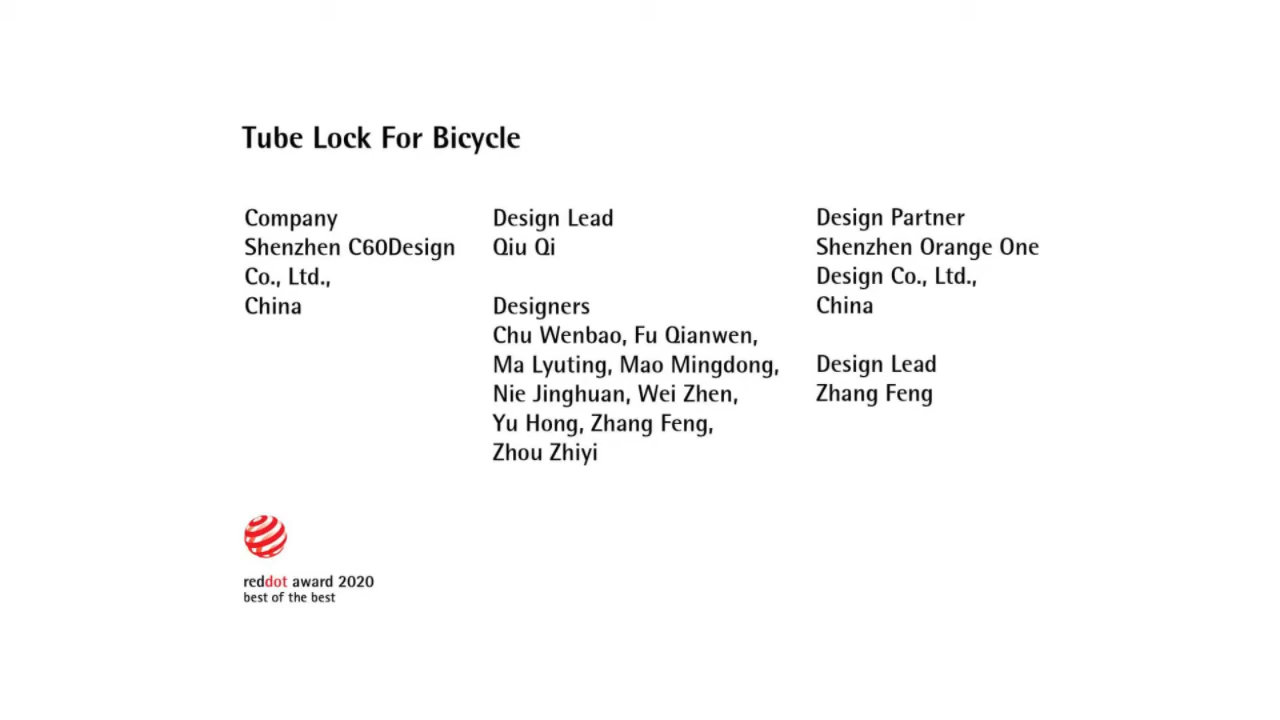 Tube Lock For Bicycle
Company
Shenzhen C60Design
Co., Ltd.,
China
Design Lead
Qiu Qi
Designers
Chu Wenbao, Fu Qianwen,
Ma Lyuting, Mao Mingdong,
Nie Jinghuan, Wei Zhen,
Yu Hong, Zhang Feng,
Zhou Zhiyi
Design Partner
Shenzhen Orange One
Design Co., Ltd.,
China
Design Lead
Zhang Feng
reddot award 2020
best of the best